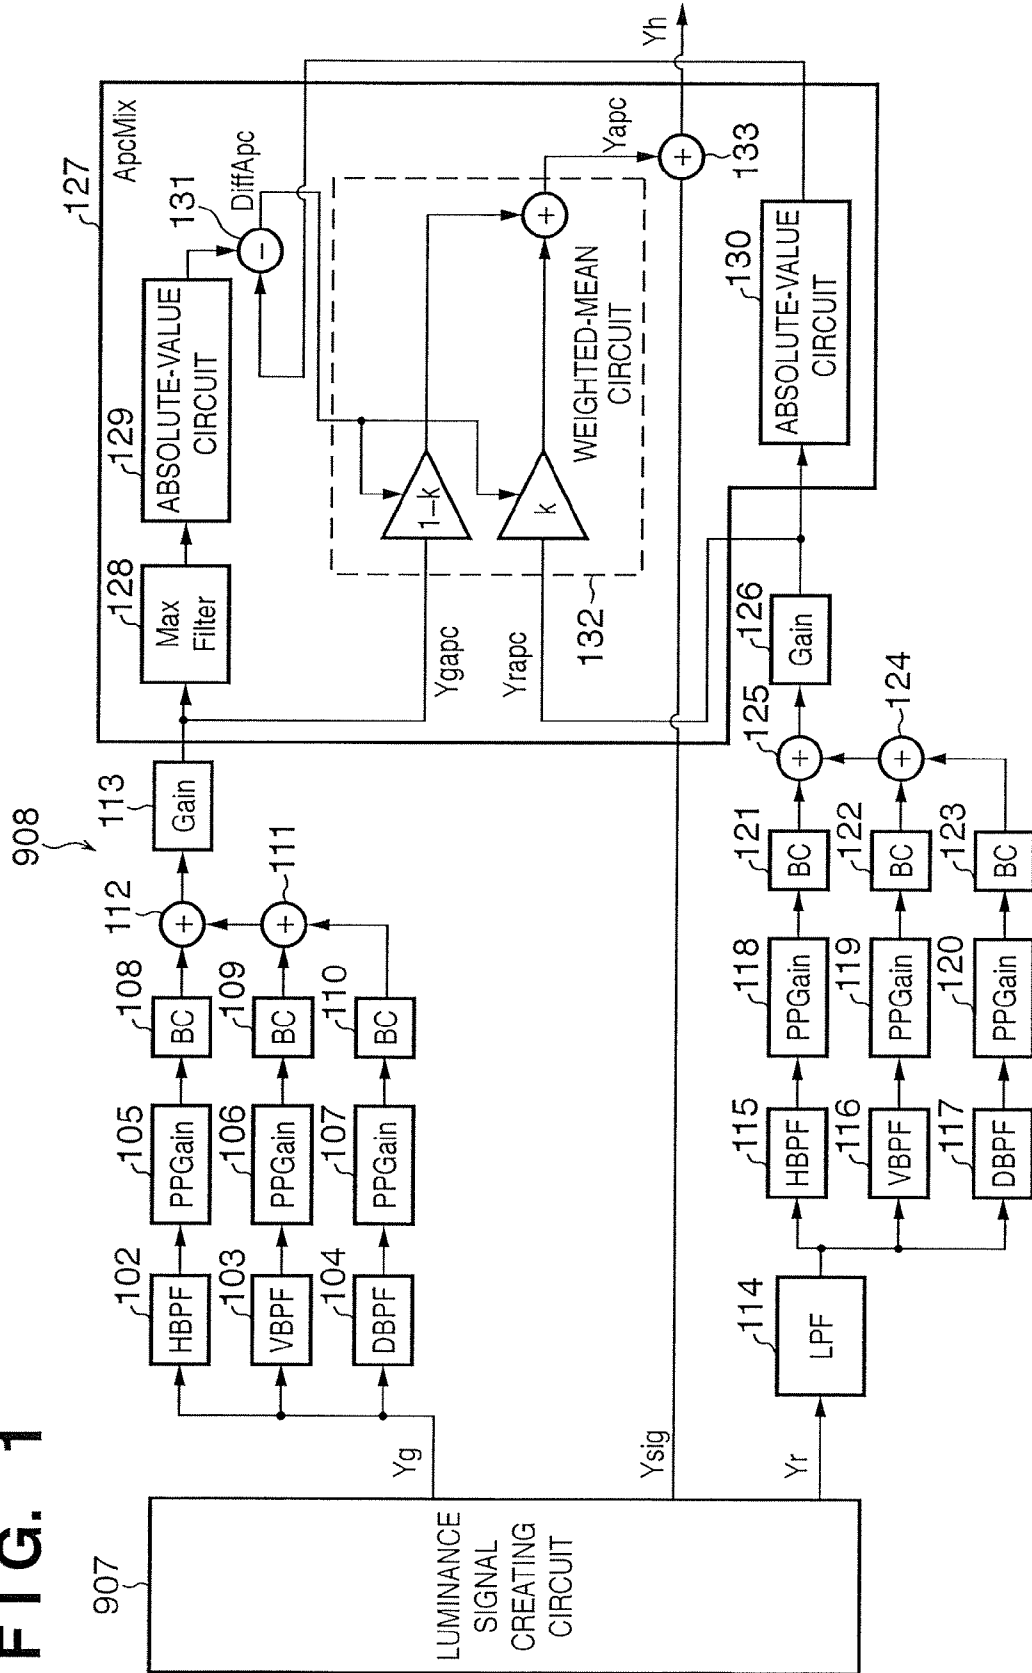 FIG. 1
907
LUMINANCE
SIGNAL
CREATING
CIRCUIT
Yg
Ysig
Yr
908
102
HBPF
103
VBPF
104
DBPF
105
PPGain
106
PPGain
107
PPGain
108
BC
109
BC
110
BC
112
+
111
+
113
Gain
114
LPF
115
HBPF
116
VBPF
117
DBPF
118
PPGain
119
PPGain
120
PPGain
121
BC
122
BC
123
BC
125
+
124
+
126
Gain
127
ApcMix
128
Max
Filter
129
ABSOLUTE-VALUE
CIRCUIT
131
−
DiffApc
Ygapc
Yrapc
132
1−k
k
+
WEIGHTED-MEAN
CIRCUIT
Yapc
+
133
130
ABSOLUTE-VALUE
CIRCUIT
Yh